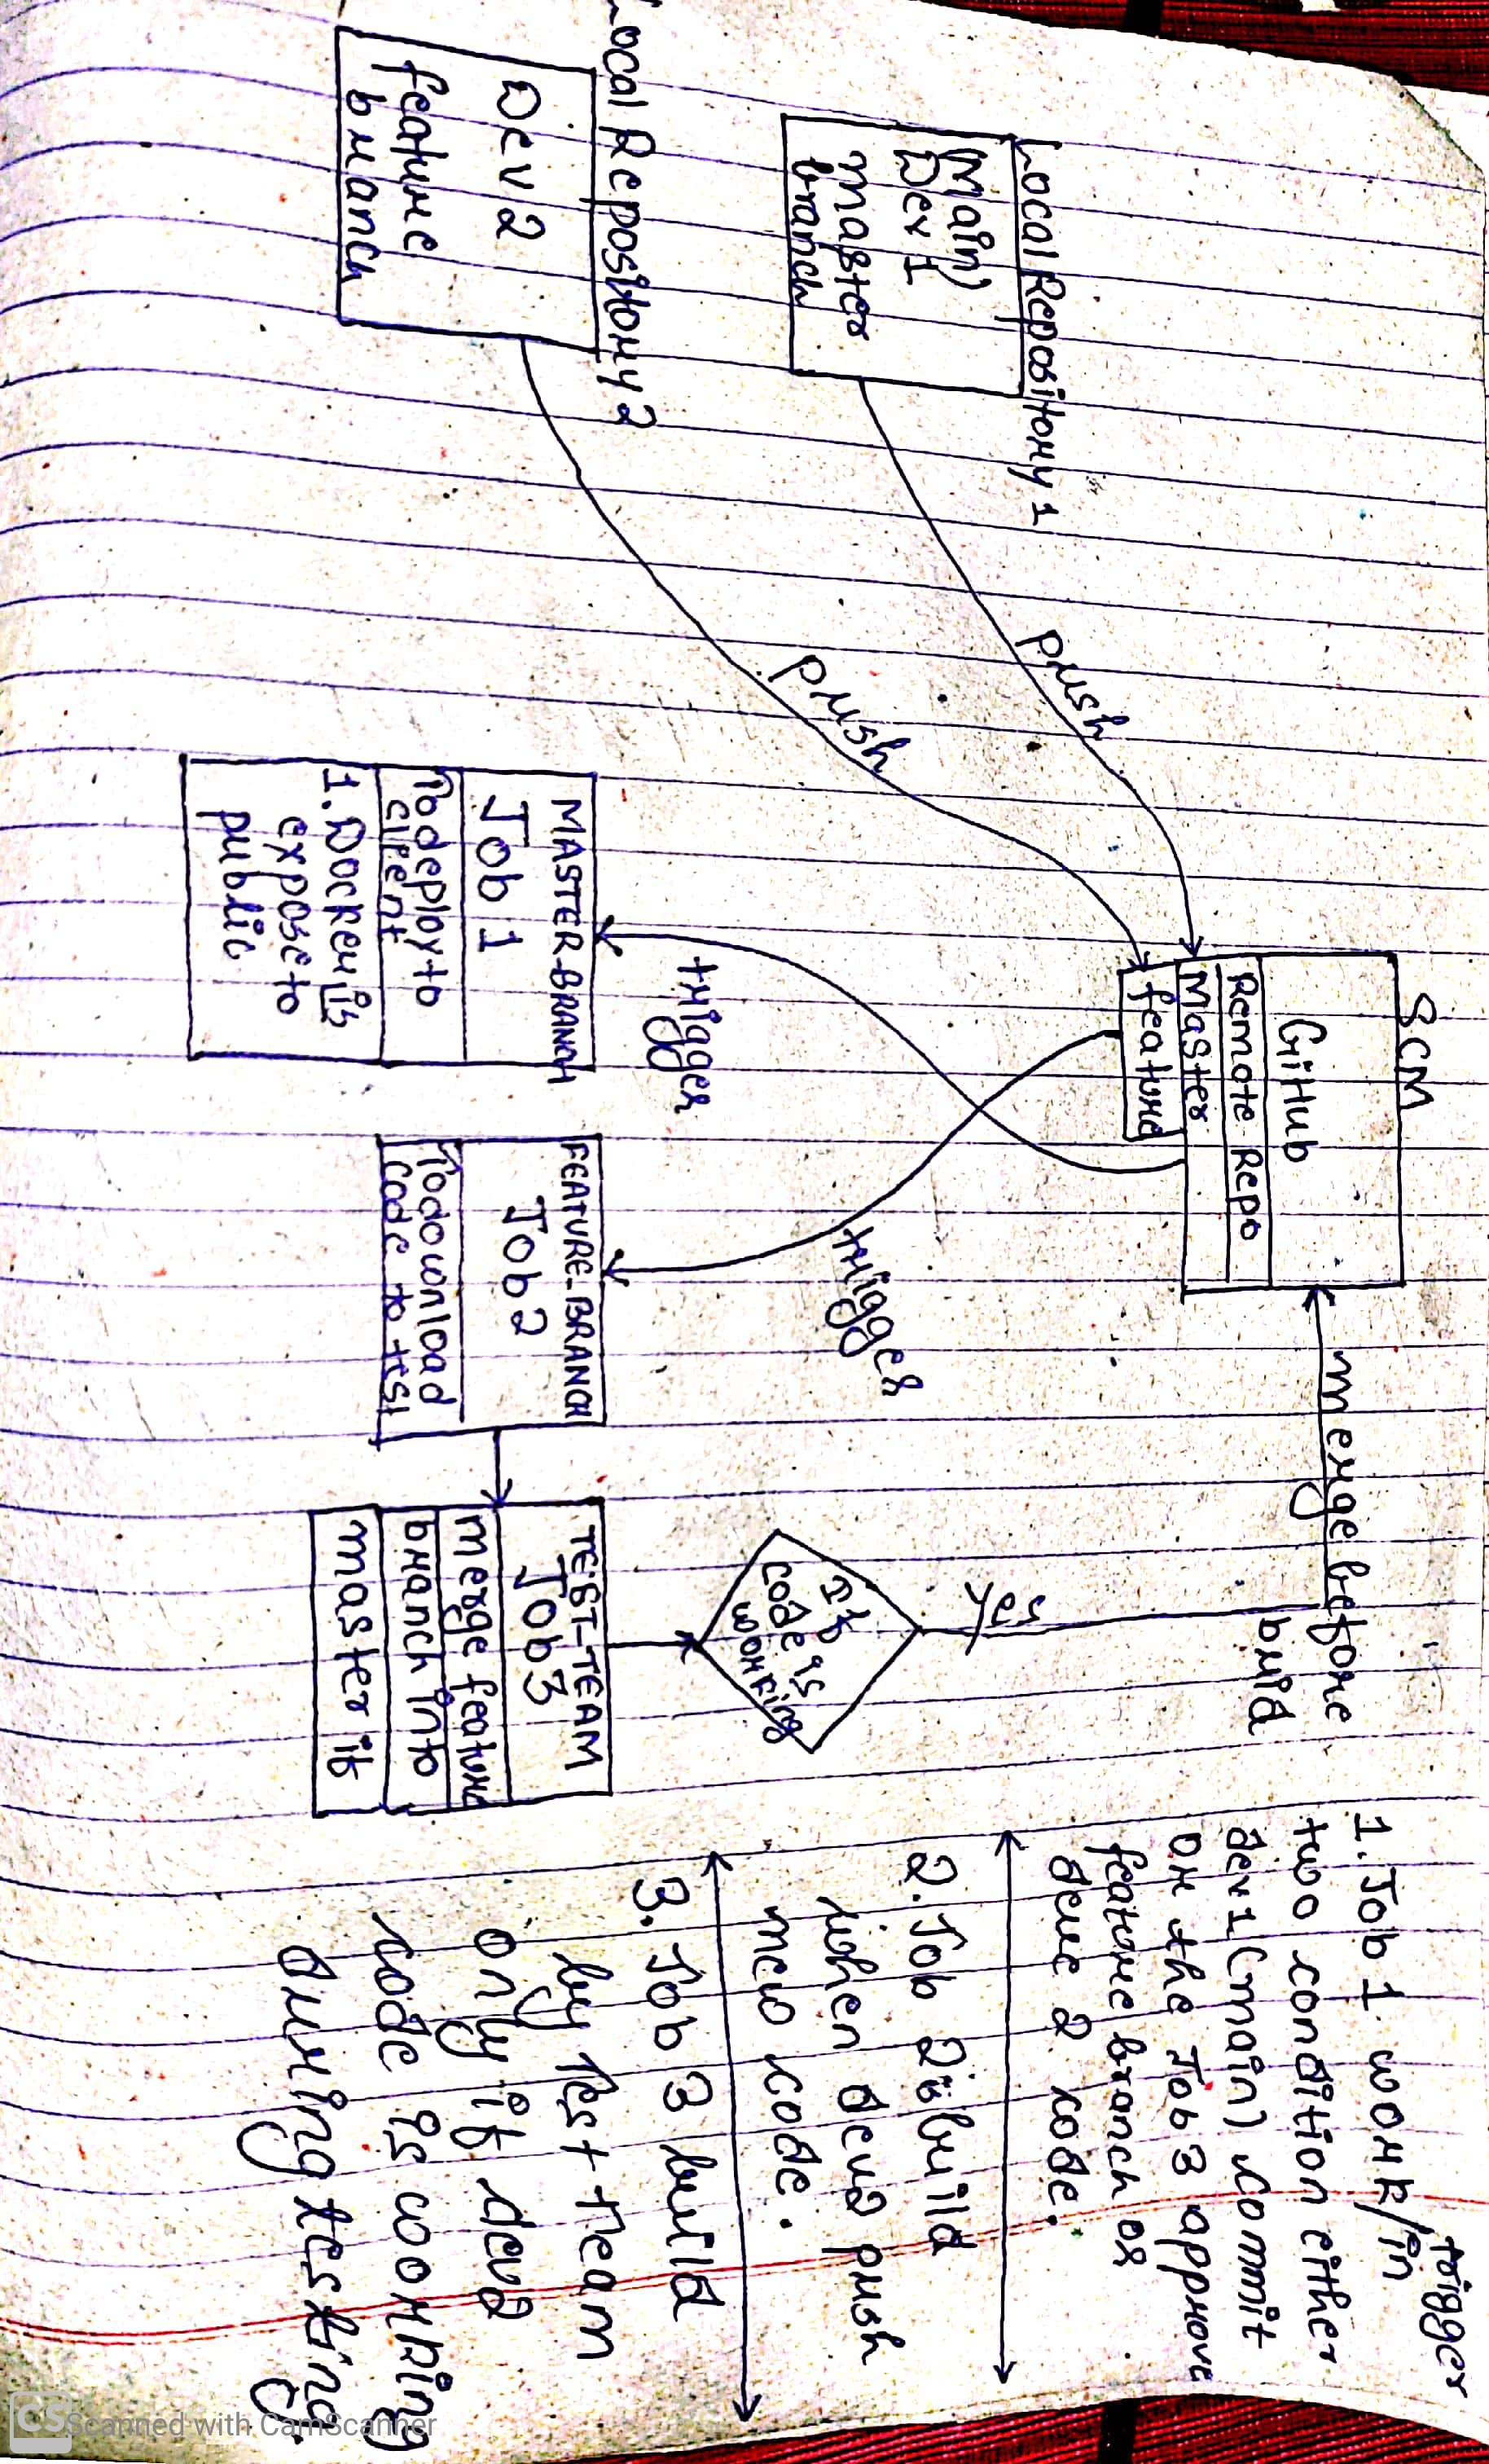 Local Repository 1
(main)
Dev 1
master
branch
Local Repository 2
Dev 2
feature
branch
push
push
SCM
GitHub
Remote Repo
Master
feature
trigger
trigger
MASTER-BRANCH
Job 1
To deploy to
client
1. Docker is
expose to
public
FEATURE-BRANCH
Job 2
To download
code to test
TEST-TEAM
Job 3
merge feature
branch into
master if
If
code is
working
yes
merge before
build
trigger
1. Job 1 work/in
two condition either
dev 1 (main) commit
or the Job 3 approve
feature branch or
deve 2 code.
2. Job 2 is build
when dev2 push
new code.
3. Job 3 build
by Test Team
only if dev2
code is working
during testing.
CS Scanned with CamScanner